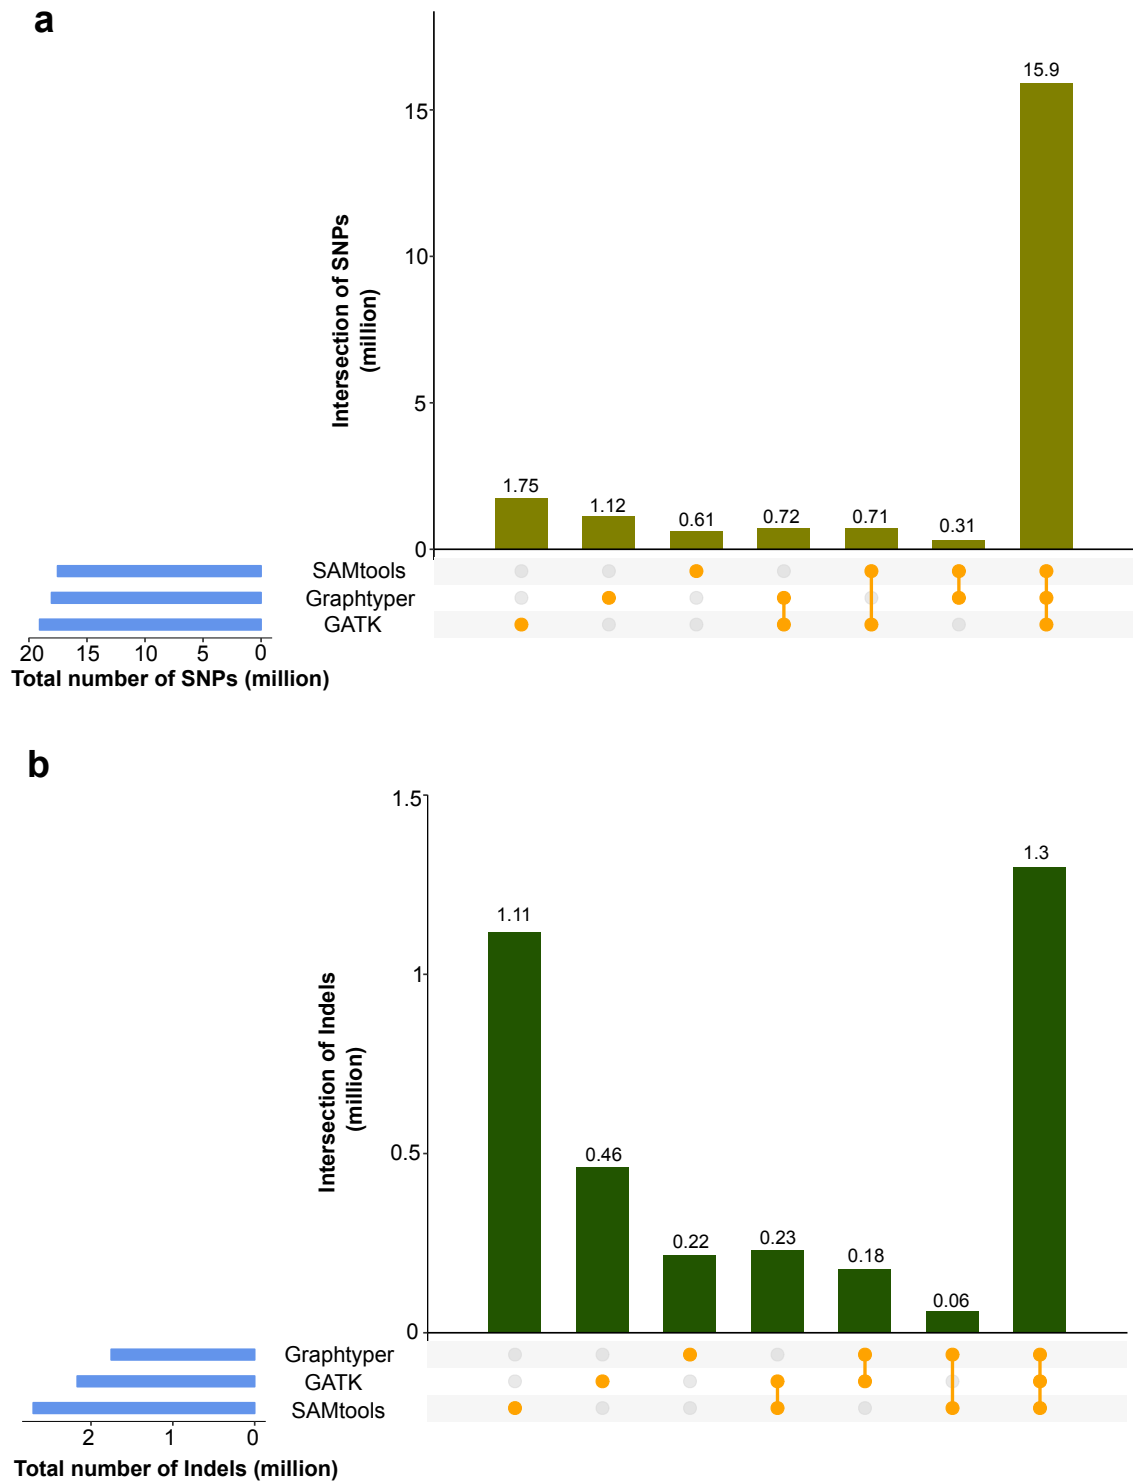 a
Intersection of SNPs
(million)
15
10
5
0
1.75
1.12
0.61
0.72
0.71
0.31
15.9
SAMtools
Graphtyper
GATK
20 15 10 5 0
Total number of SNPs (million)
b
Intersection of Indels
(million)
1.5
1
0.5
0
1.11
0.46
0.22
0.23
0.18
0.06
1.3
Graphtyper
GATK
SAMtools
2 1 0
Total number of Indels (million)